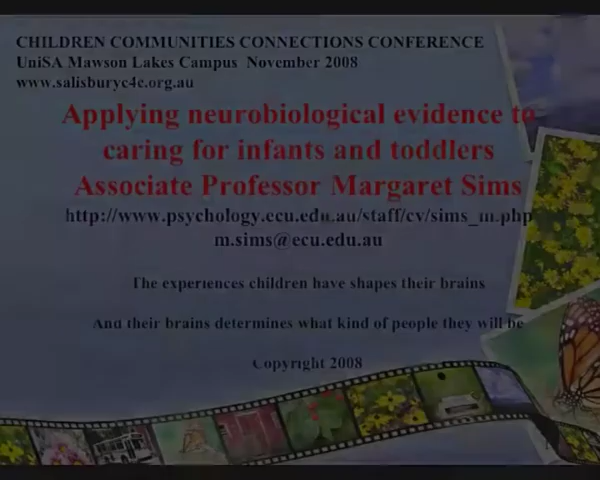 CHILDREN COMMUNITIES CONNECTIONS CONFERENCE
UniSA Mawson Lakes Campus November 2008
www.salisburyc4c.org.au
Applying neurobiological evidence to
caring for infants and toddlers
Associate Professor Margaret Sims
http://www.psychology.ecu.edu.au/staff/cv/sims_m.php
m.sims@ecu.edu.au
The experiences children have shapes their brains
And their brains determines what kind of people they will be
Copyright 2008